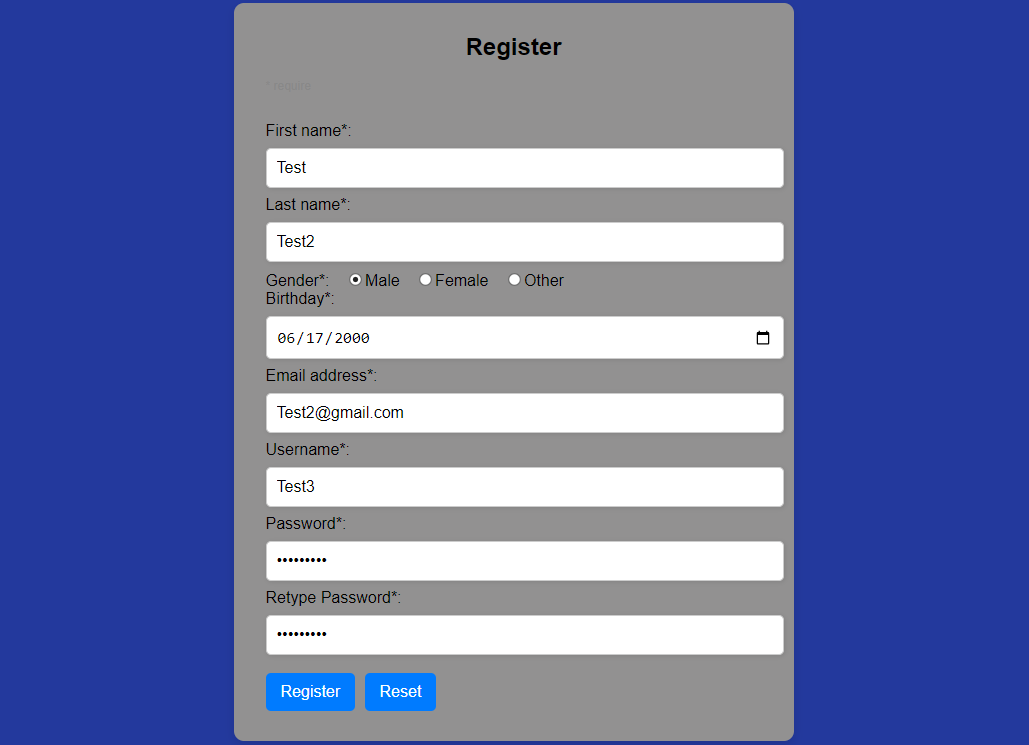 Register
* require
First name*:
Test
Last name*:
Test2
Gender*: Male Female Other
Birthday*:
06/17/2000
Email address*:
Test2@gmail.com
Username*:
Test3
Password*:
•••••••••
Retype Password*:
•••••••••
Register Reset